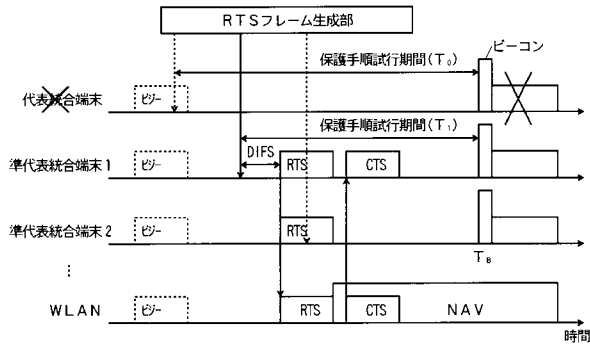 RTSフレーム生成部
ビーコン
保護手順試行期間(T₀)
代表統合端末
ビジー
保護手順試行期間(T₁)
DIFS
準代表統合端末1
ビジー
RTS
CTS
準代表統合端末2
ビジー
RTS
T_B
⋮
WLAN
ビジー
RTS
CTS
NAV
時間